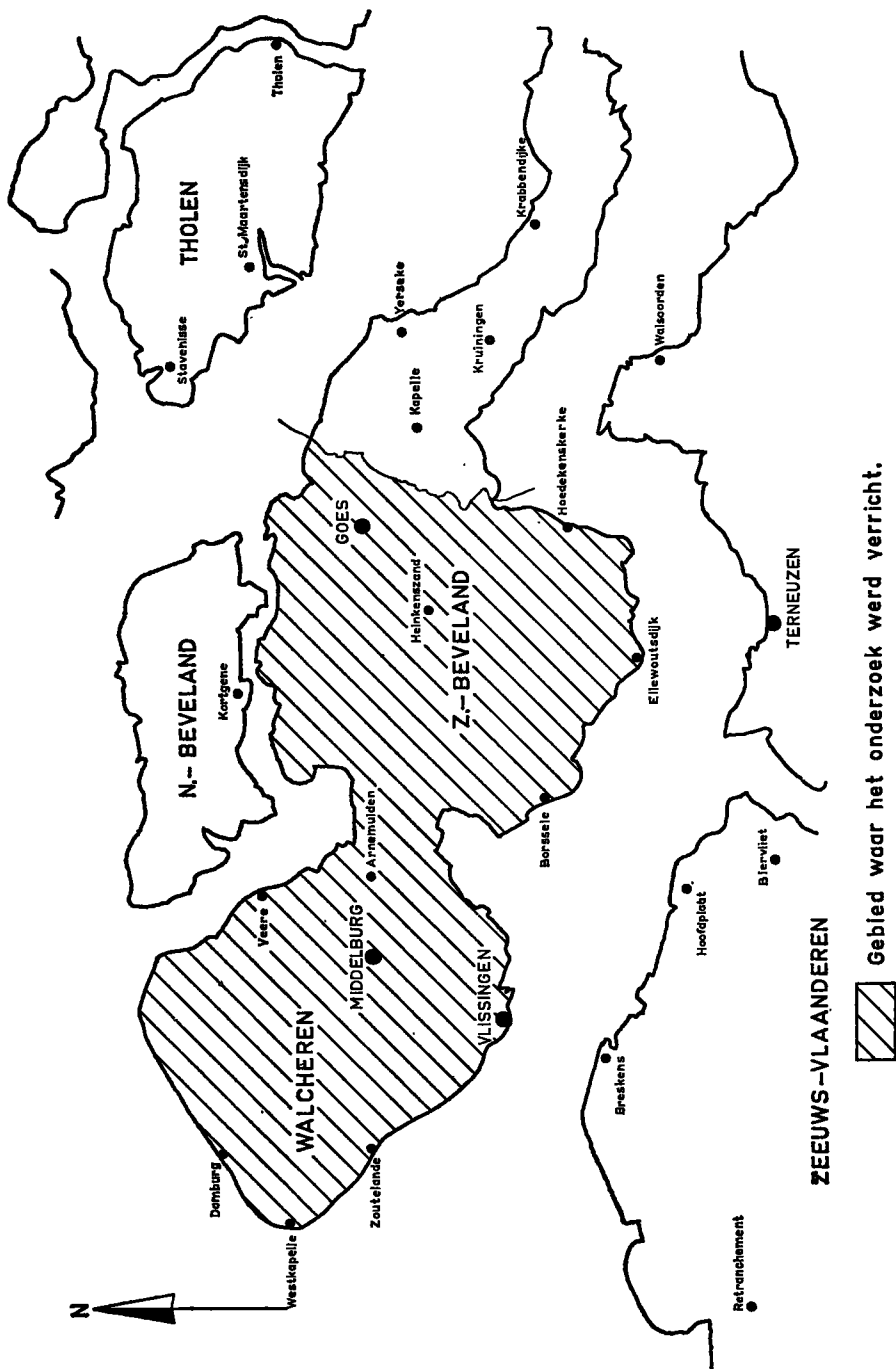 N
THOLEN
Tholen
St. Maartensdijk
Stavenisse
N.- BEVELAND
Kortgene
Yerseke
Kapelle
Kruiningen
Krabbendijke
GOES
Heinkenszand
Z.- BEVELAND
Hoedekenskerke
Ellewoutsdijk
Borssele
Arnemuiden
Veere
MIDDELBURG
WALCHEREN
VLISSINGEN
Domburg
Westkapelle
Zoutelande
Walsoorden
TERNEUZEN
Biervliet
Hoofdplaat
Breskens
Retranchement
ZEEUWS-VLAANDEREN
Gebied waar het onderzoek werd verricht.